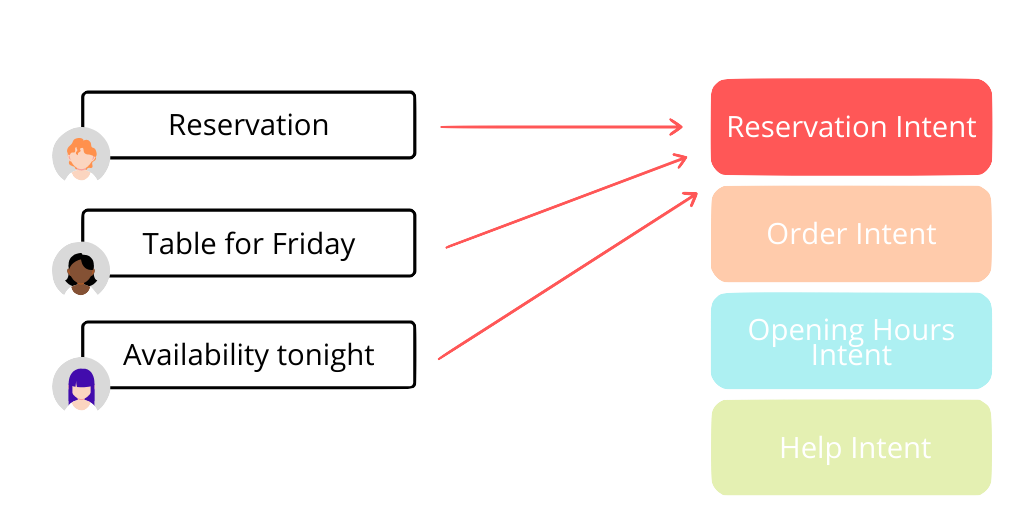 Reservation
Table for Friday
Availability tonight
Reservation Intent
Order Intent
Opening Hours
Intent
Help Intent